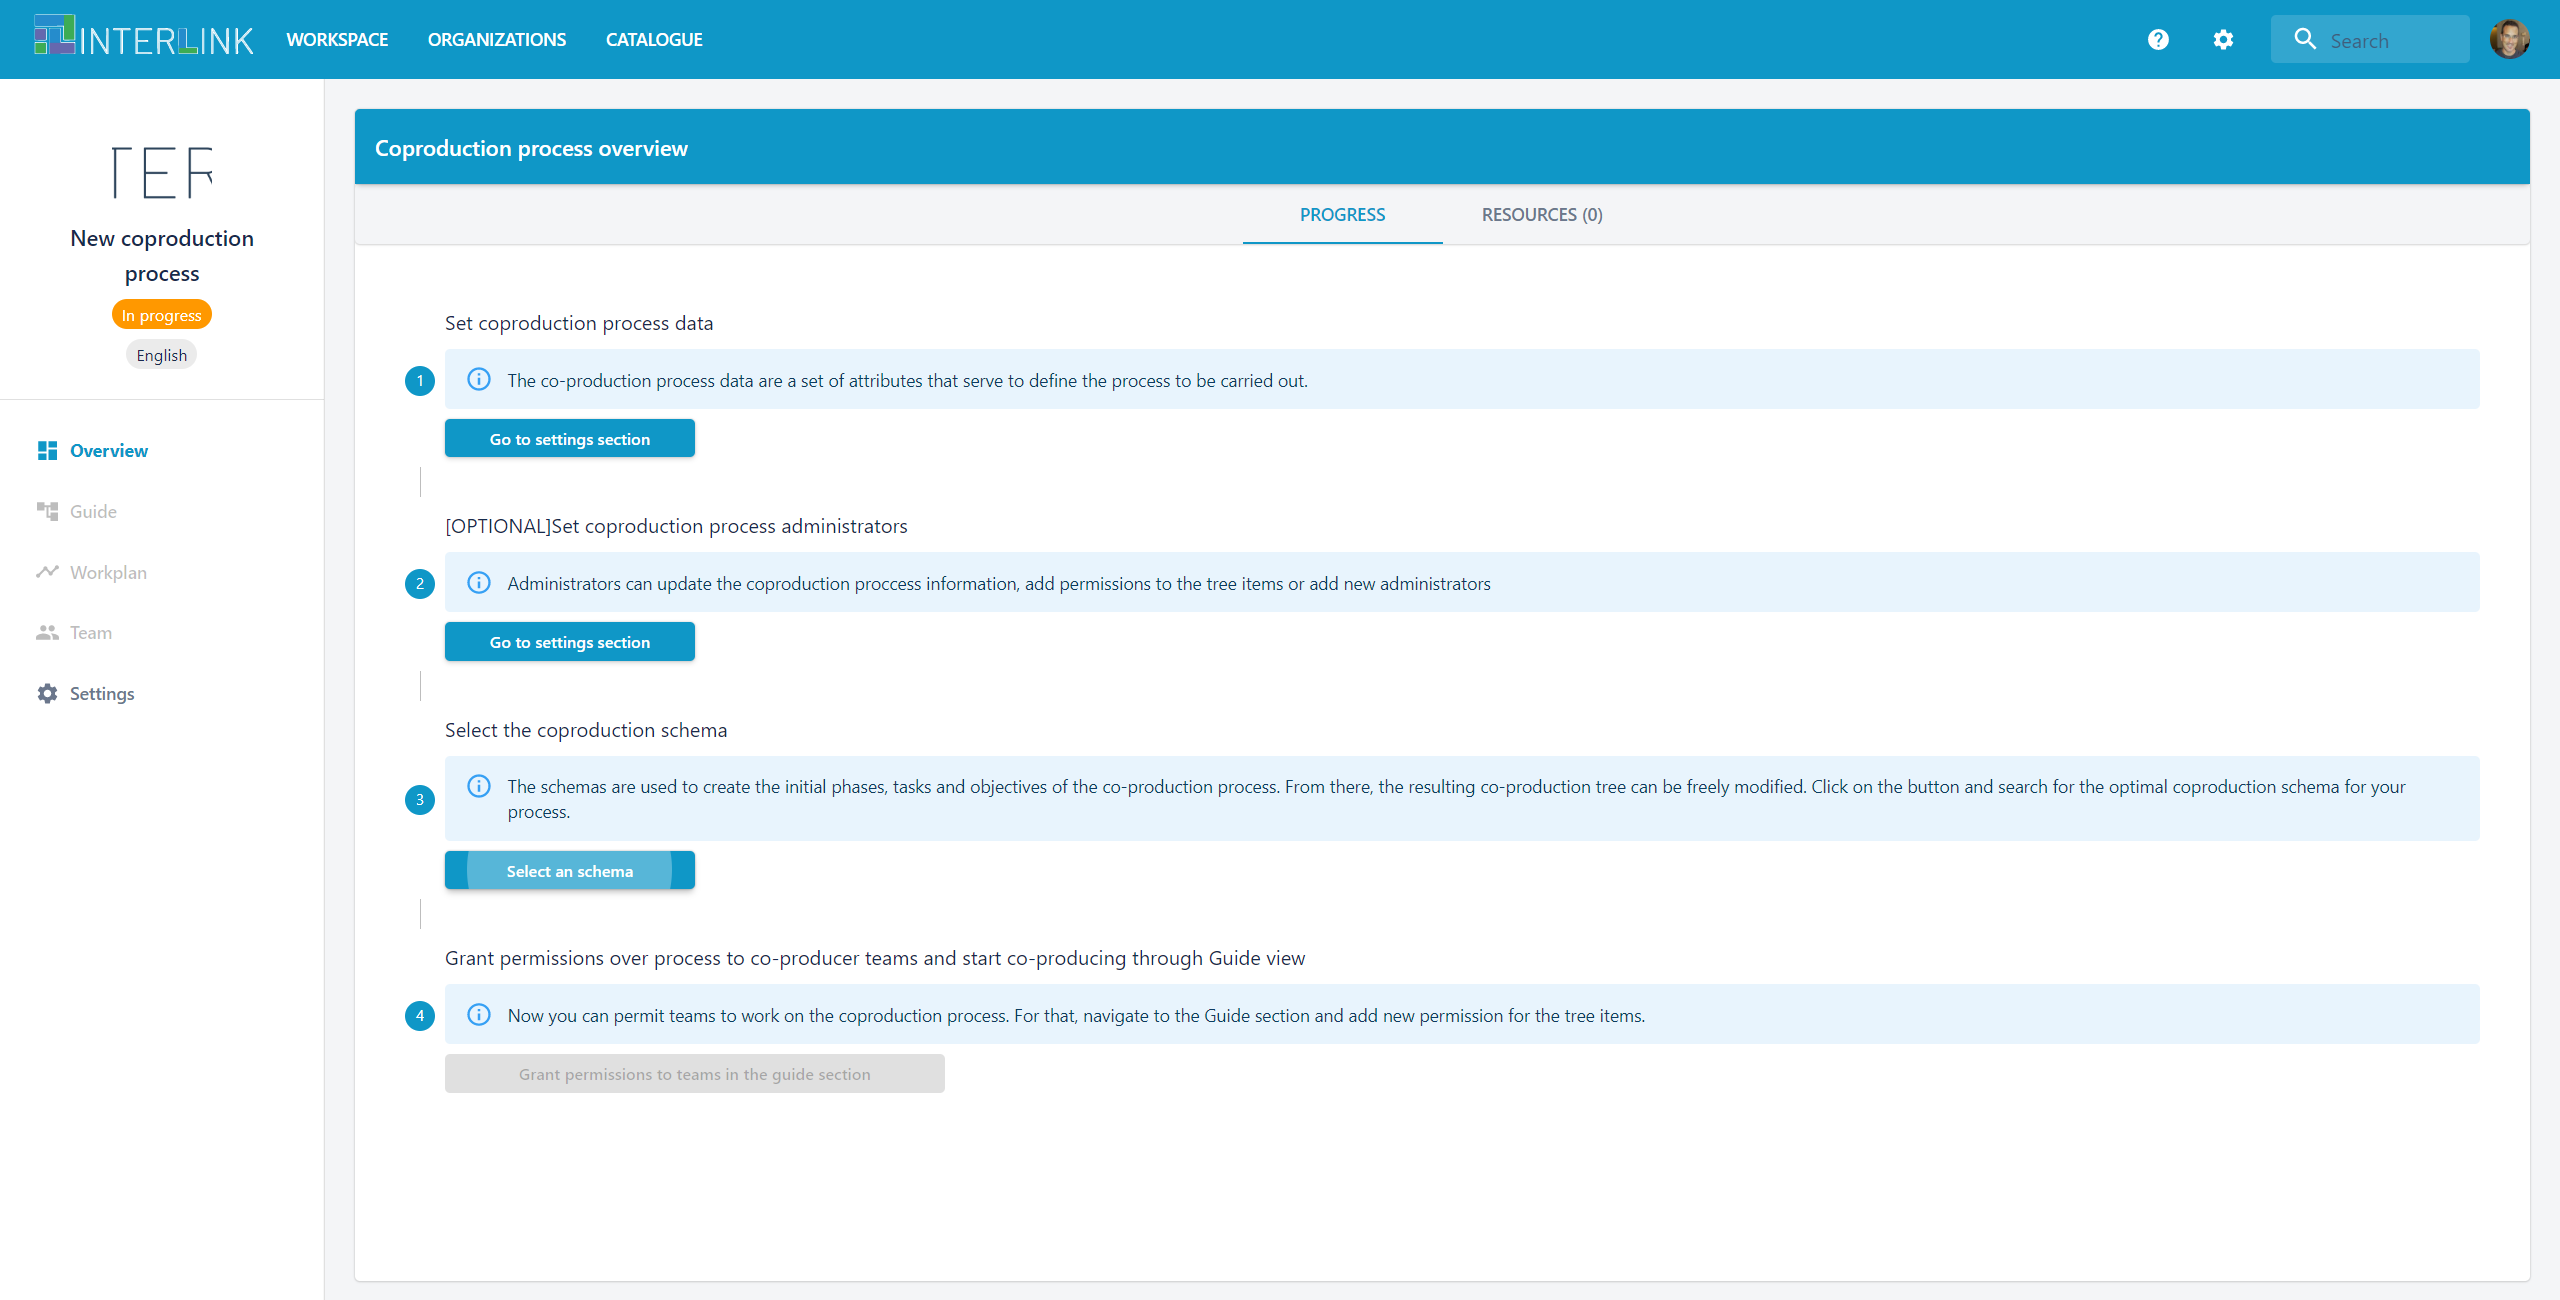 INTERLINK
WORKSPACE
ORGANIZATIONS
CATALOGUE
Search
TER
New coproduction
process
In progress
English
Overview
Guide
Workplan
Team
Settings
Coproduction process overview
PROGRESS
RESOURCES (0)
Set coproduction process data
1
The co-production process data are a set of attributes that serve to define the process to be carried out.
Go to settings section
[OPTIONAL]Set coproduction process administrators
2
Administrators can update the coproduction proccess information, add permissions to the tree items or add new administrators
Go to settings section
Select the coproduction schema
3
The schemas are used to create the initial phases, tasks and objectives of the co-production process. From there, the resulting co-production tree can be freely modified. Click on the button and search for the optimal coproduction schema for your
process.
Select an schema
Grant permissions over process to co-producer teams and start co-producing through Guide view
4
Now you can permit teams to work on the coproduction process. For that, navigate to the Guide section and add new permission for the tree items.
Grant permissions to teams in the guide section